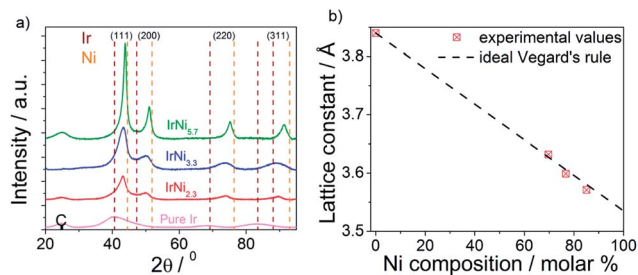 a)
Ir
Ni
(111)
(200)
(220)
(311)
IrNi5.7
IrNi3.3
IrNi2.3
Pure Ir
C
Intensity / a.u.
20 40 60 80
2θ / 0
b)
experimental values
ideal Vegard's rule
Lattice constant / Å
3.8
3.7
3.6
3.5
0 20 40 60 80 100
Ni composition / molar %